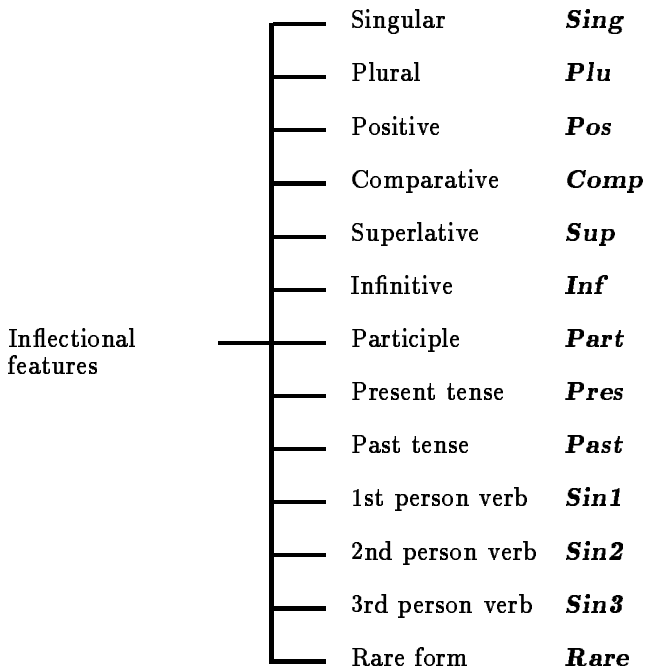 Singular Sing
Plural Plu
Positive Pos
Comparative Comp
Superlative Sup
Infinitive Inf
Inflectional
features
Participle Part
Present tense Pres
Past tense Past
1st person verb Sin1
2nd person verb Sin2
3rd person verb Sin3
Rare form Rare